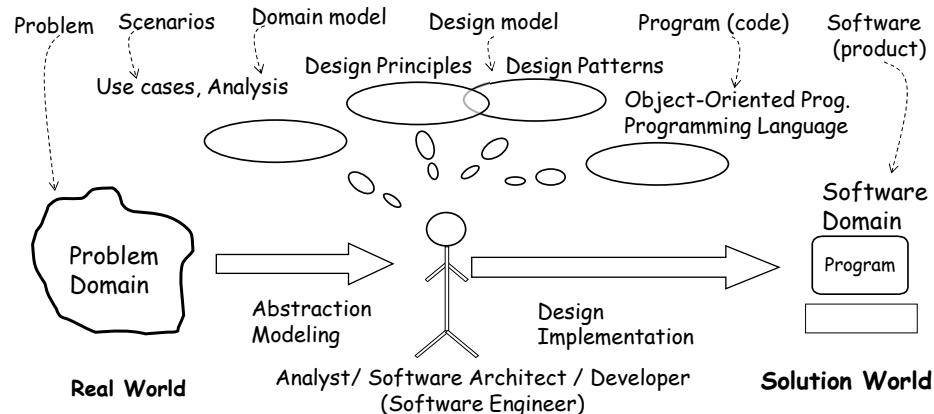 Problem
Scenarios
Domain model
Design model
Program (code)
Software
(product)
Use cases, Analysis
Design Principles
Design Patterns
Object-Oriented Prog.
Programming Language
Problem
Domain
Software
Domain
Program
Abstraction
Modeling
Design
Implementation
Real World
Analyst/ Software Architect / Developer
(Software Engineer)
Solution World